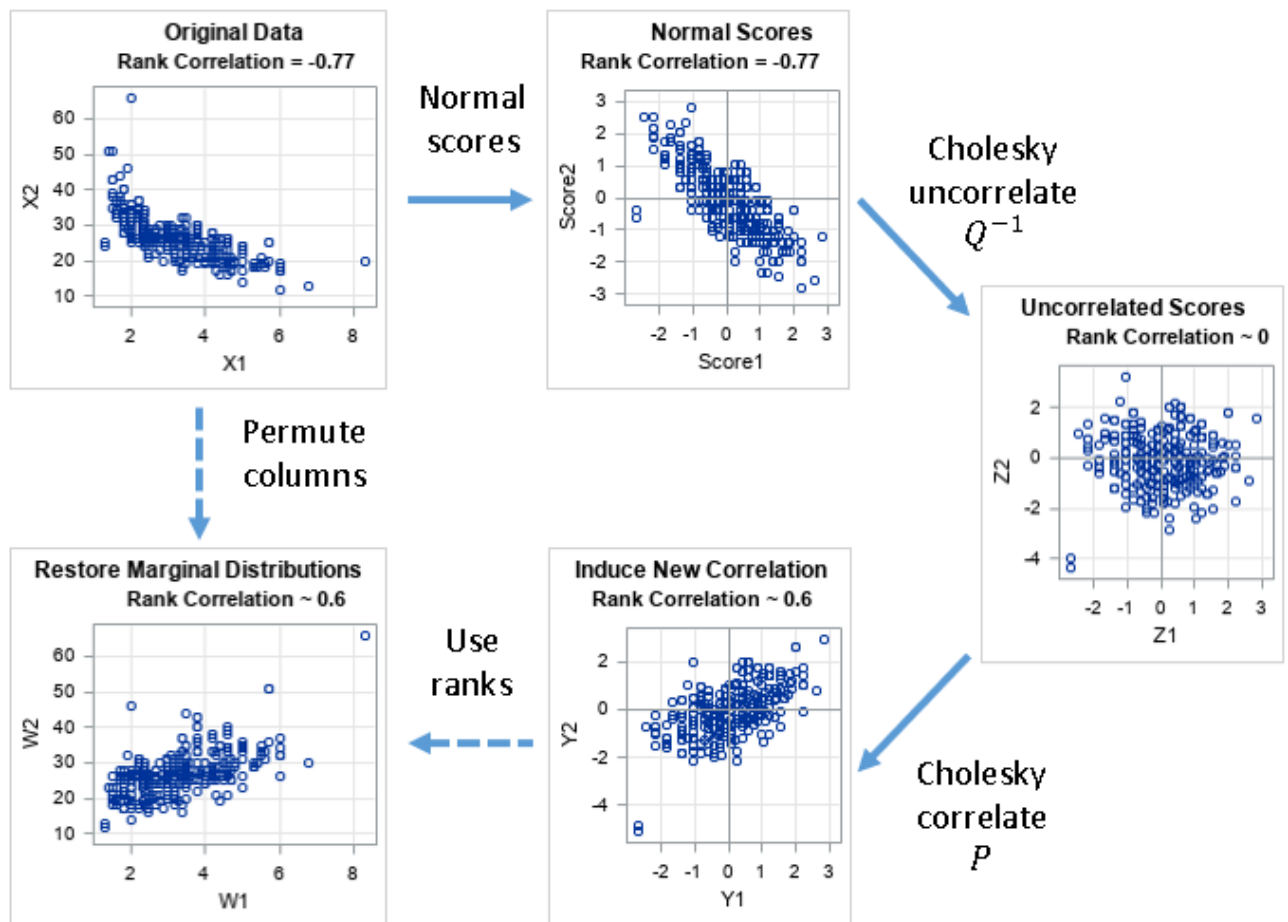 Original Data
Rank Correlation = -0.77
60
50
40
30
20
10
X2
2 4 6 8
X1
Normal
scores
Normal Scores
Rank Correlation = -0.77
3
2
1
0
-1
-2
-3
Score2
-2 -1 0 1 2 3
Score1
Cholesky
uncorrelate
Q⁻¹
Uncorrelated Scores
Rank Correlation ~ 0
2
0
-2
-4
Z2
-2 -1 0 1 2 3
Z1
Permute
columns
Restore Marginal Distributions
Rank Correlation ~ 0.6
60
50
40
30
20
10
W2
2 4 6 8
W1
Use
ranks
Induce New Correlation
Rank Correlation ~ 0.6
2
0
-2
-4
Y2
-2 -1 0 1 2 3
Y1
Cholesky
correlate
P